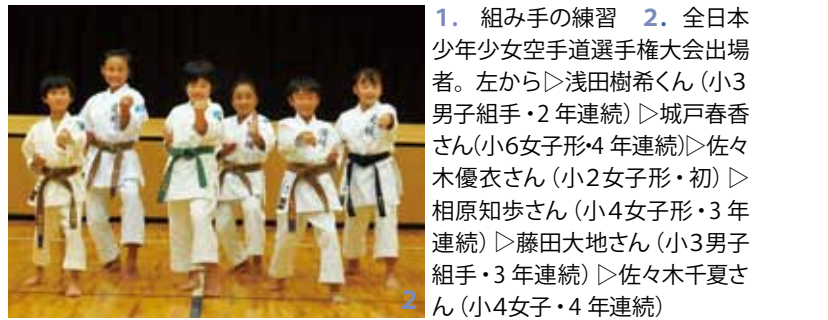 1. 組み手の練習 2. 全日本
少年少女空手道選手権大会出場
者。左から▷浅田樹希くん（小3
男子組手・2年連続）▷城戸春香
さん(小6女子形•4年連続)▷佐々
木優衣さん（小2女子形・初）▷
相原知歩さん（小4女子形・3年
連続）▷藤田大地さん（小3男子
組手・3年連続）▷佐々木千夏さ
ん（小4女子・4年連続）
2